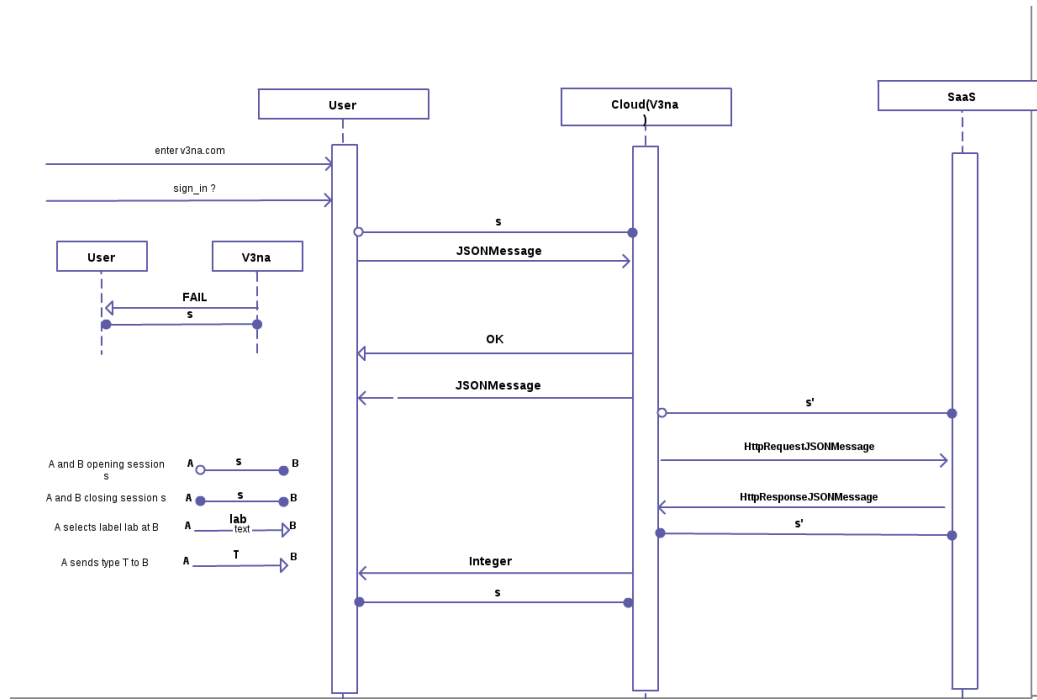 User
Cloud(V3na
)
SaaS
enter v3na.com
sign_in ?
s
JSONMessage
User
V3na
FAIL
s
OK
JSONMessage
s'
HttpRequestJSONMessage
HttpResponseJSONMessage
s'
Integer
s
A and B opening session
s
A s B
A and B closing session s
A s B
A selects label lab at B
A lab B
text
A sends type T to B
A T B